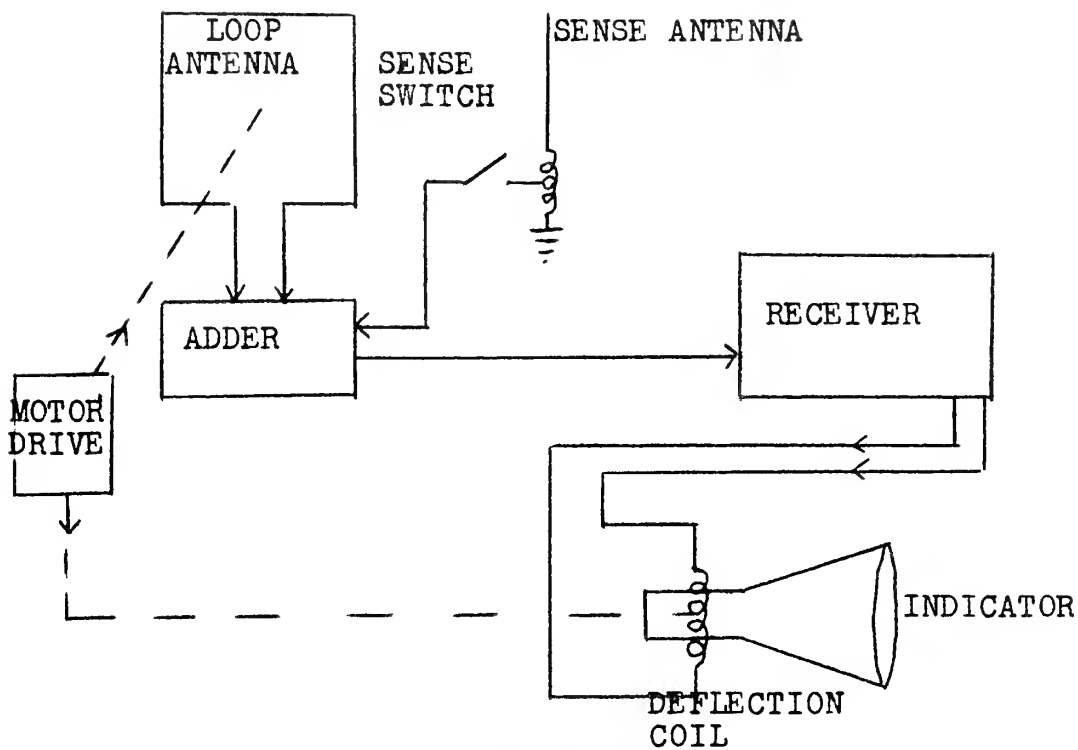 LOOP
ANTENNA
SENSE
SWITCH
SENSE ANTENNA
ADDER
RECEIVER
MOTOR
DRIVE
INDICATOR
DEFLECTION
COIL